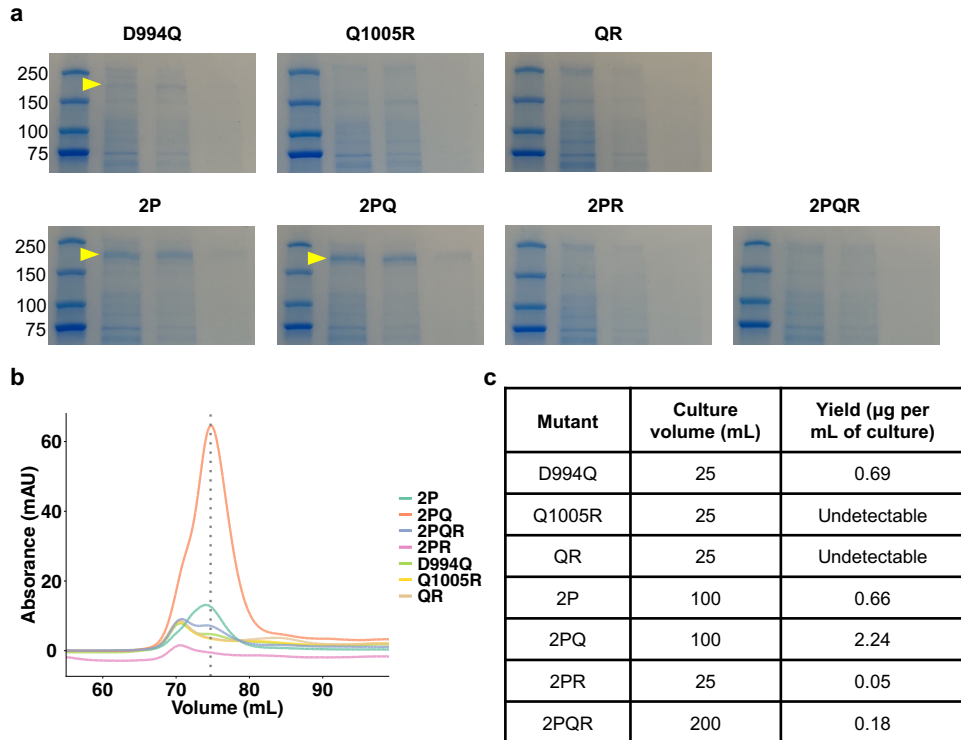 a
D994Q Q1005R QR
250
150
100
75
2P 2PQ 2PR 2PQR
250
150
100
75
b
Absorance (mAU)
60
40
20
0
60 70 80 90
Volume (mL)
2P
2PQ
2PQR
2PR
D994Q
Q1005R
QR
c
Mutant Culture volume (mL) Yield (µg per mL of culture)
D994Q 25 0.69
Q1005R 25 Undetectable
QR 25 Undetectable
2P 100 0.66
2PQ 100 2.24
2PR 25 0.05
2PQR 200 0.18